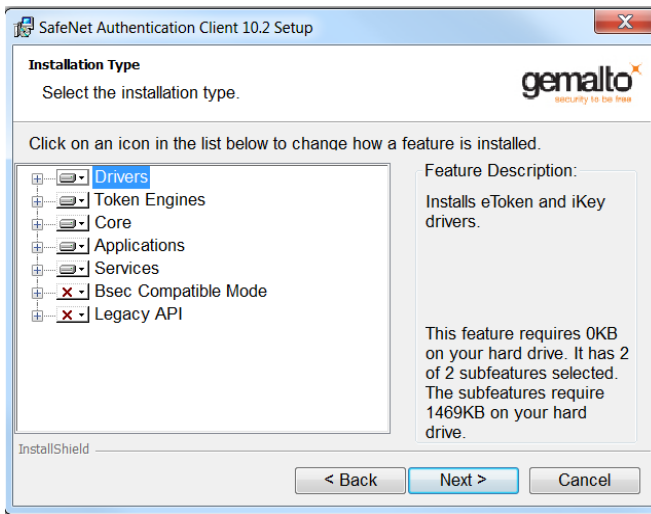 SafeNet Authentication Client 10.2 Setup
Installation Type
Select the installation type.
gemalto
security to be free
Click on an icon in the list below to change how a feature is installed.
Drivers
Token Engines
Core
Applications
Services
Bsec Compatible Mode
Legacy API
Feature Description:
Installs eToken and iKey
drivers.
This feature requires 0KB
on your hard drive. It has 2
of 2 subfeatures selected.
The subfeatures require
1469KB on your hard
drive.
InstallShield
< Back
Next >
Cancel